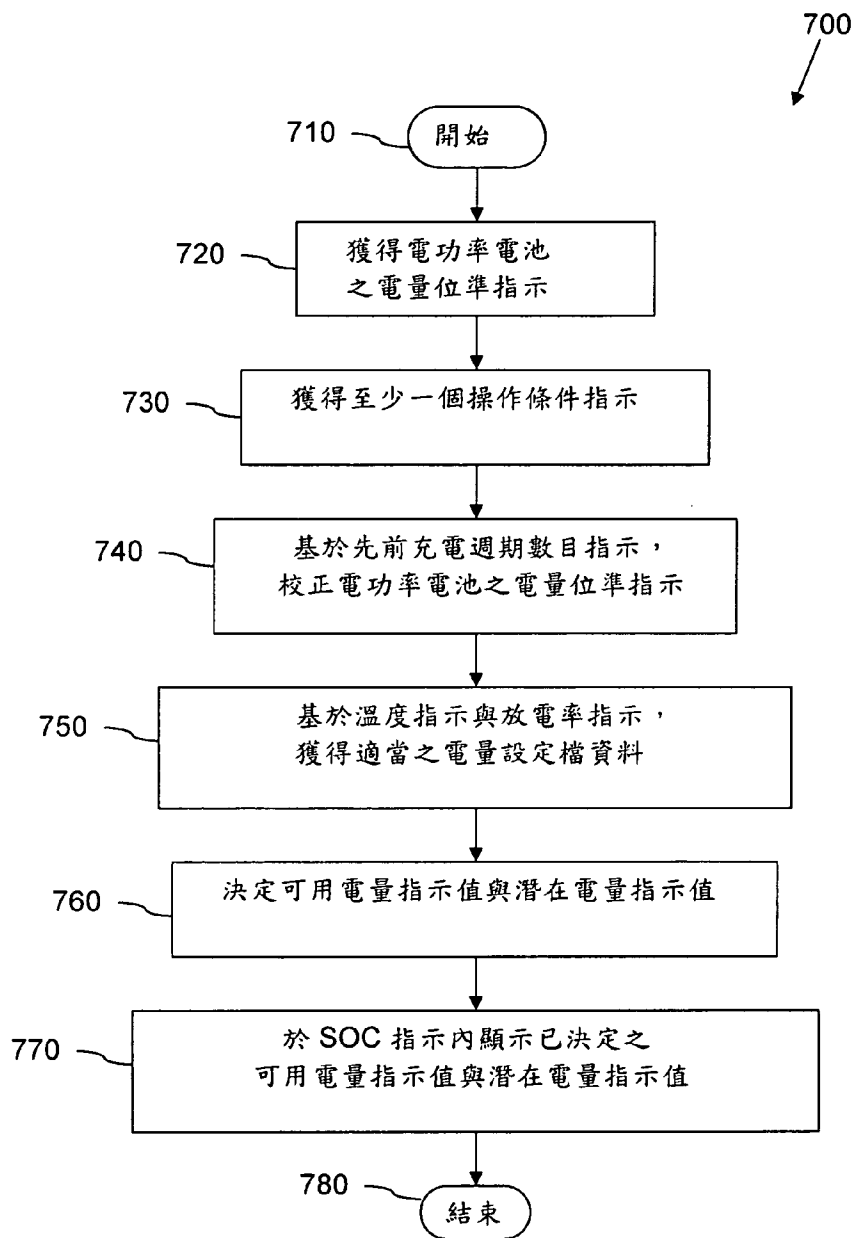 700
710
開始
720
獲得電功率電池
之電量位準指示
730
獲得至少一個操作條件指示
740
基於先前充電週期數目指示，
校正電功率電池之電量位準指示
750
基於溫度指示與放電率指示，
獲得適當之電量設定檔資料
760
決定可用電量指示值與潛在電量指示值
770
於 SOC 指示內顯示已決定之
可用電量指示值與潛在電量指示值
780
結束